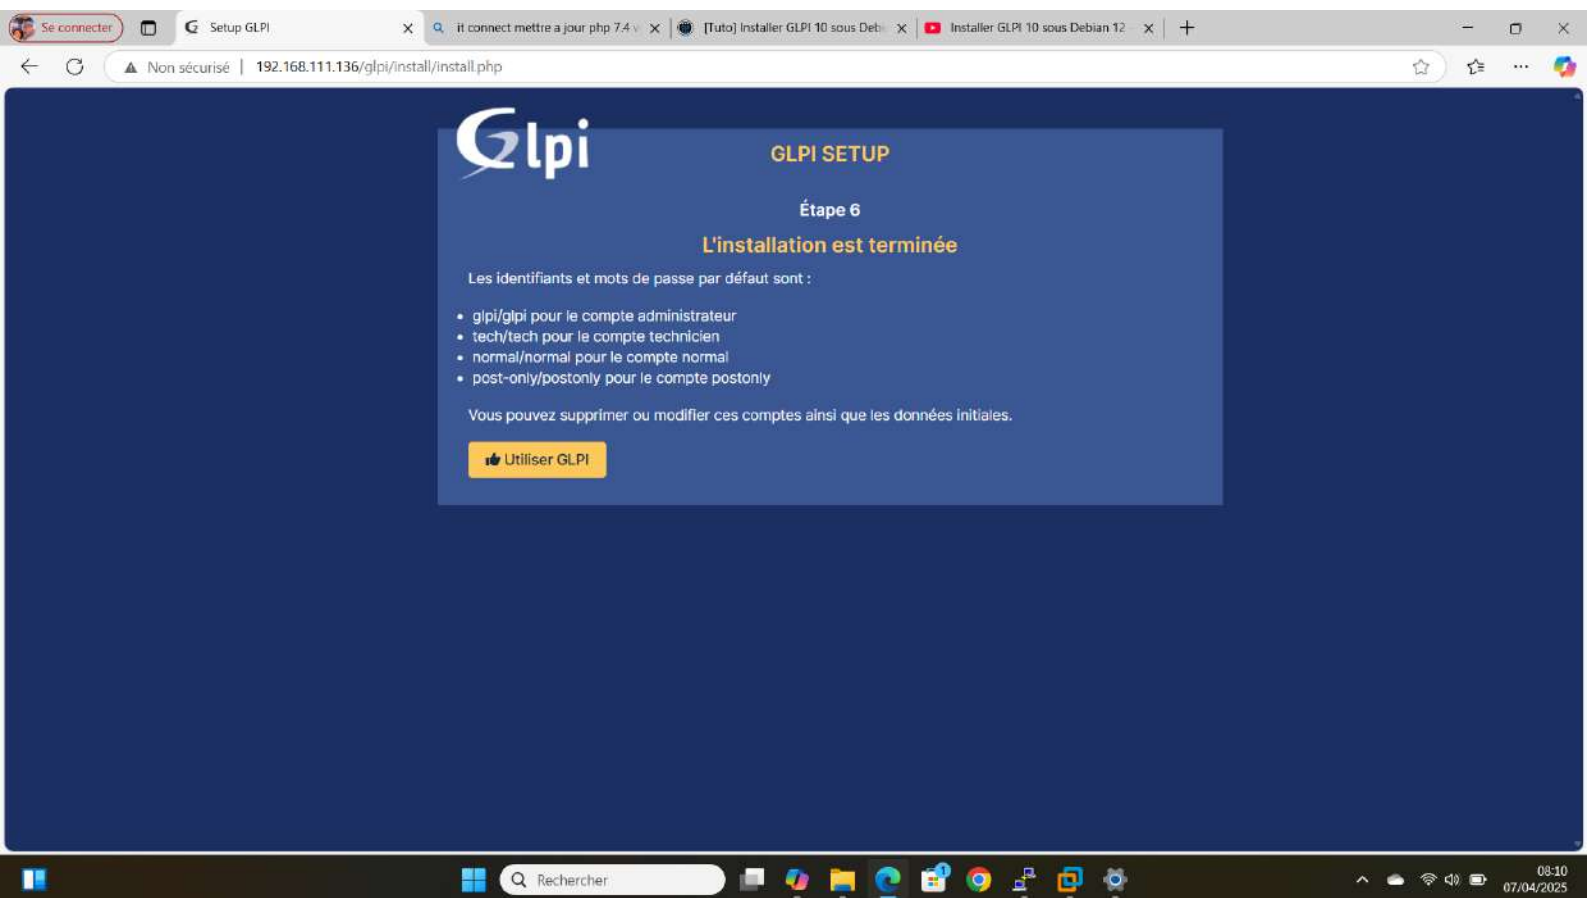 Se connecter
Setup GLPI
it connect mettre a jour php 7.4 v
[Tuto] Installer GLPI 10 sous Debi
Installer GLPI 10 sous Debian 12 -
Non sécurisé | 192.168.111.136/glpi/install/install.php
Glpi
GLPI SETUP
Étape 6
L'installation est terminée
Les identifiants et mots de passe par défaut sont :
• glpi/glpi pour le compte administrateur
• tech/tech pour le compte technicien
• normal/normal pour le compte normal
• post-only/postonly pour le compte postonly
Vous pouvez supprimer ou modifier ces comptes ainsi que les données initiales.
Utiliser GLPI
Rechercher
08:10
07/04/2025